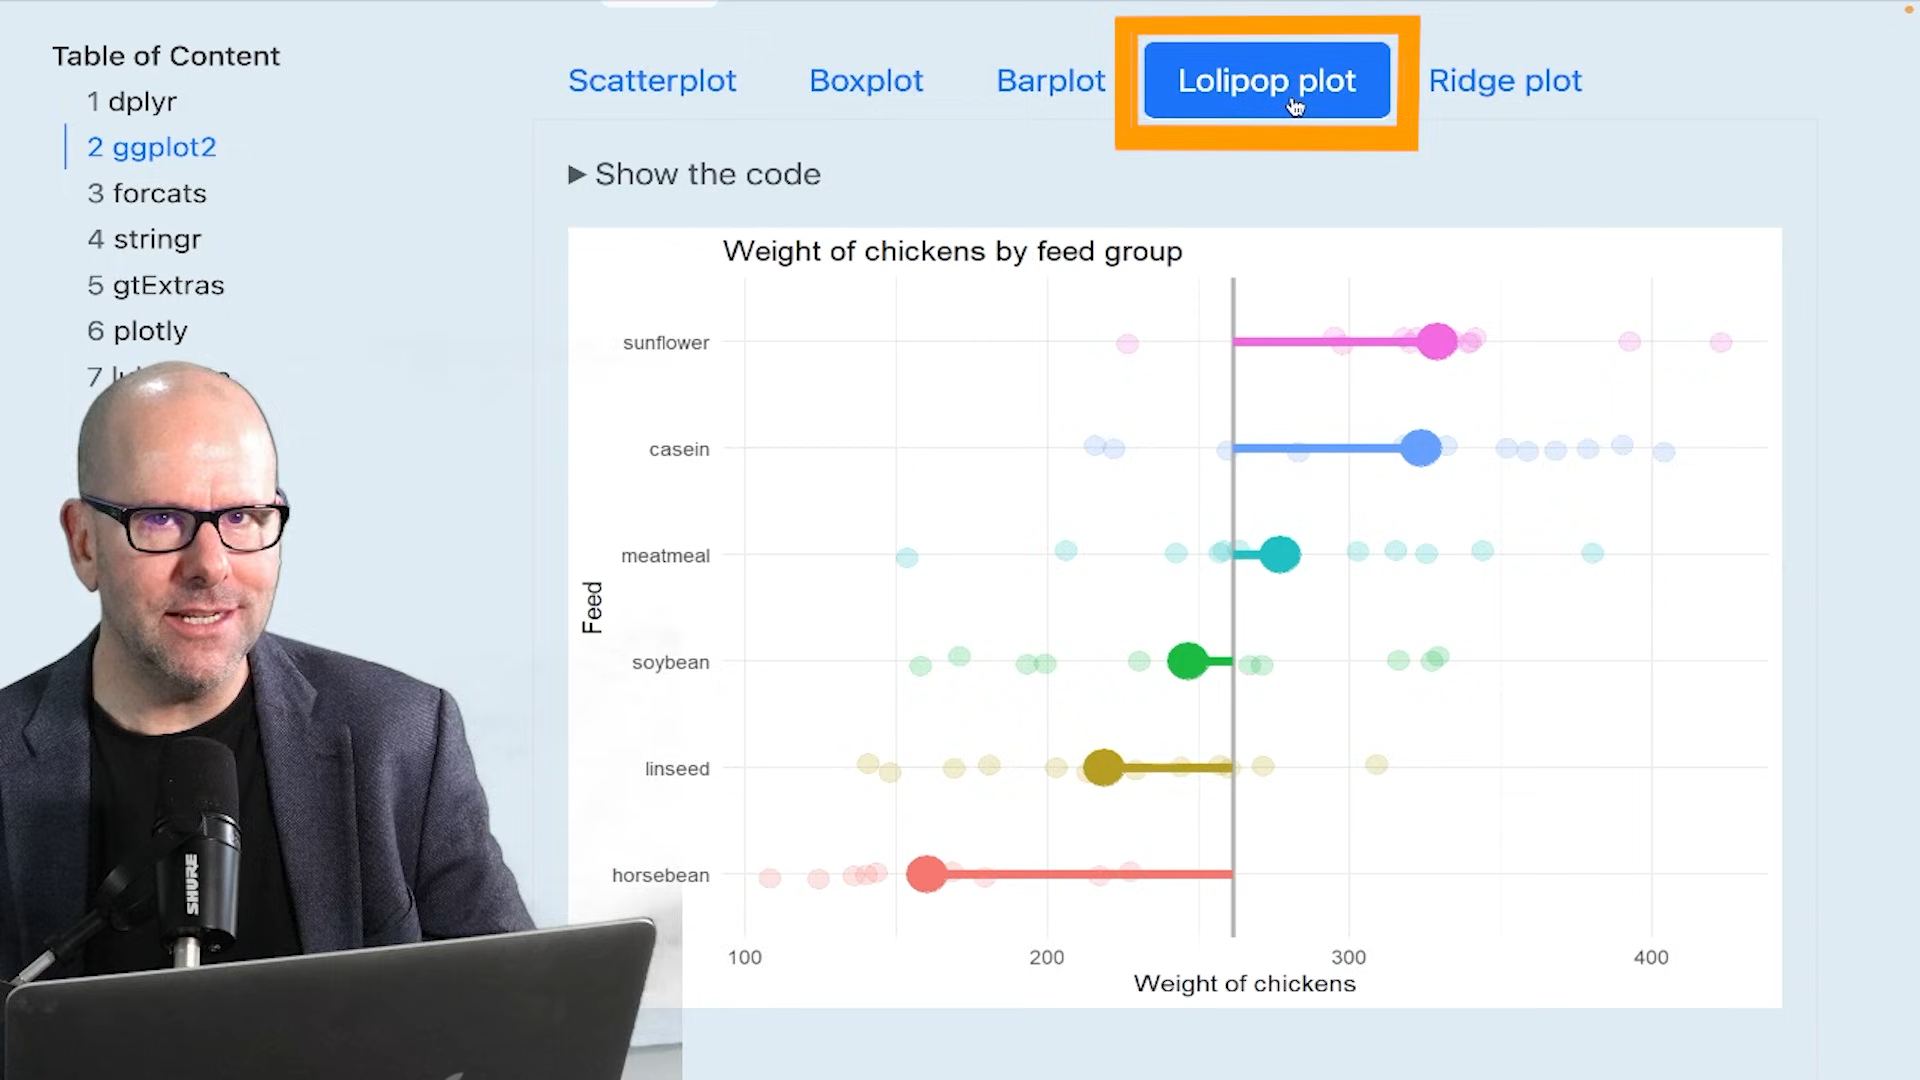 Table of Content
1 dplyr
2 ggplot2
3 forcats
4 stringr
5 gtExtras
6 plotly
7
Scatterplot Boxplot Barplot Lolipop plot Ridge plot
▶ Show the code
Weight of chickens by feed group
sunflower
casein
meatmeal
soybean
linseed
horsebean
Feed
100 200 300 400
Weight of chickens
SHURE